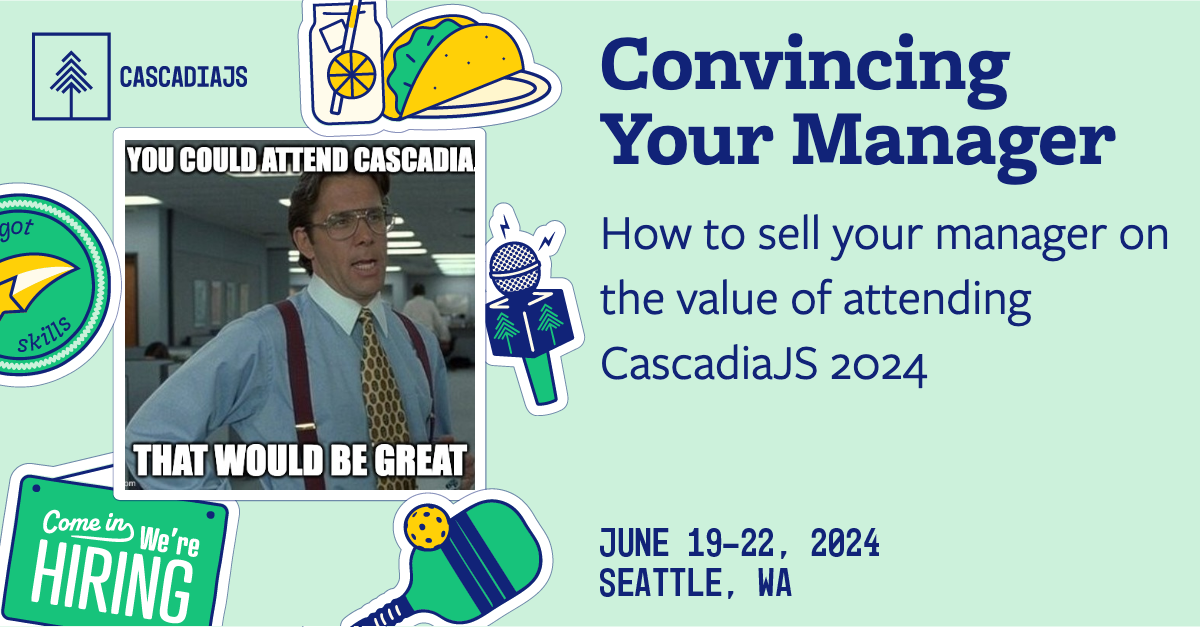 CASCADIAJS
Convincing
Your Manager
YOU COULD ATTEND CASCADIA
THAT WOULD BE GREAT
got
skills
How to sell your manager on
the value of attending
CascadiaJS 2024
Come in
We're
HIRING
JUNE 19–22, 2024
SEATTLE, WA